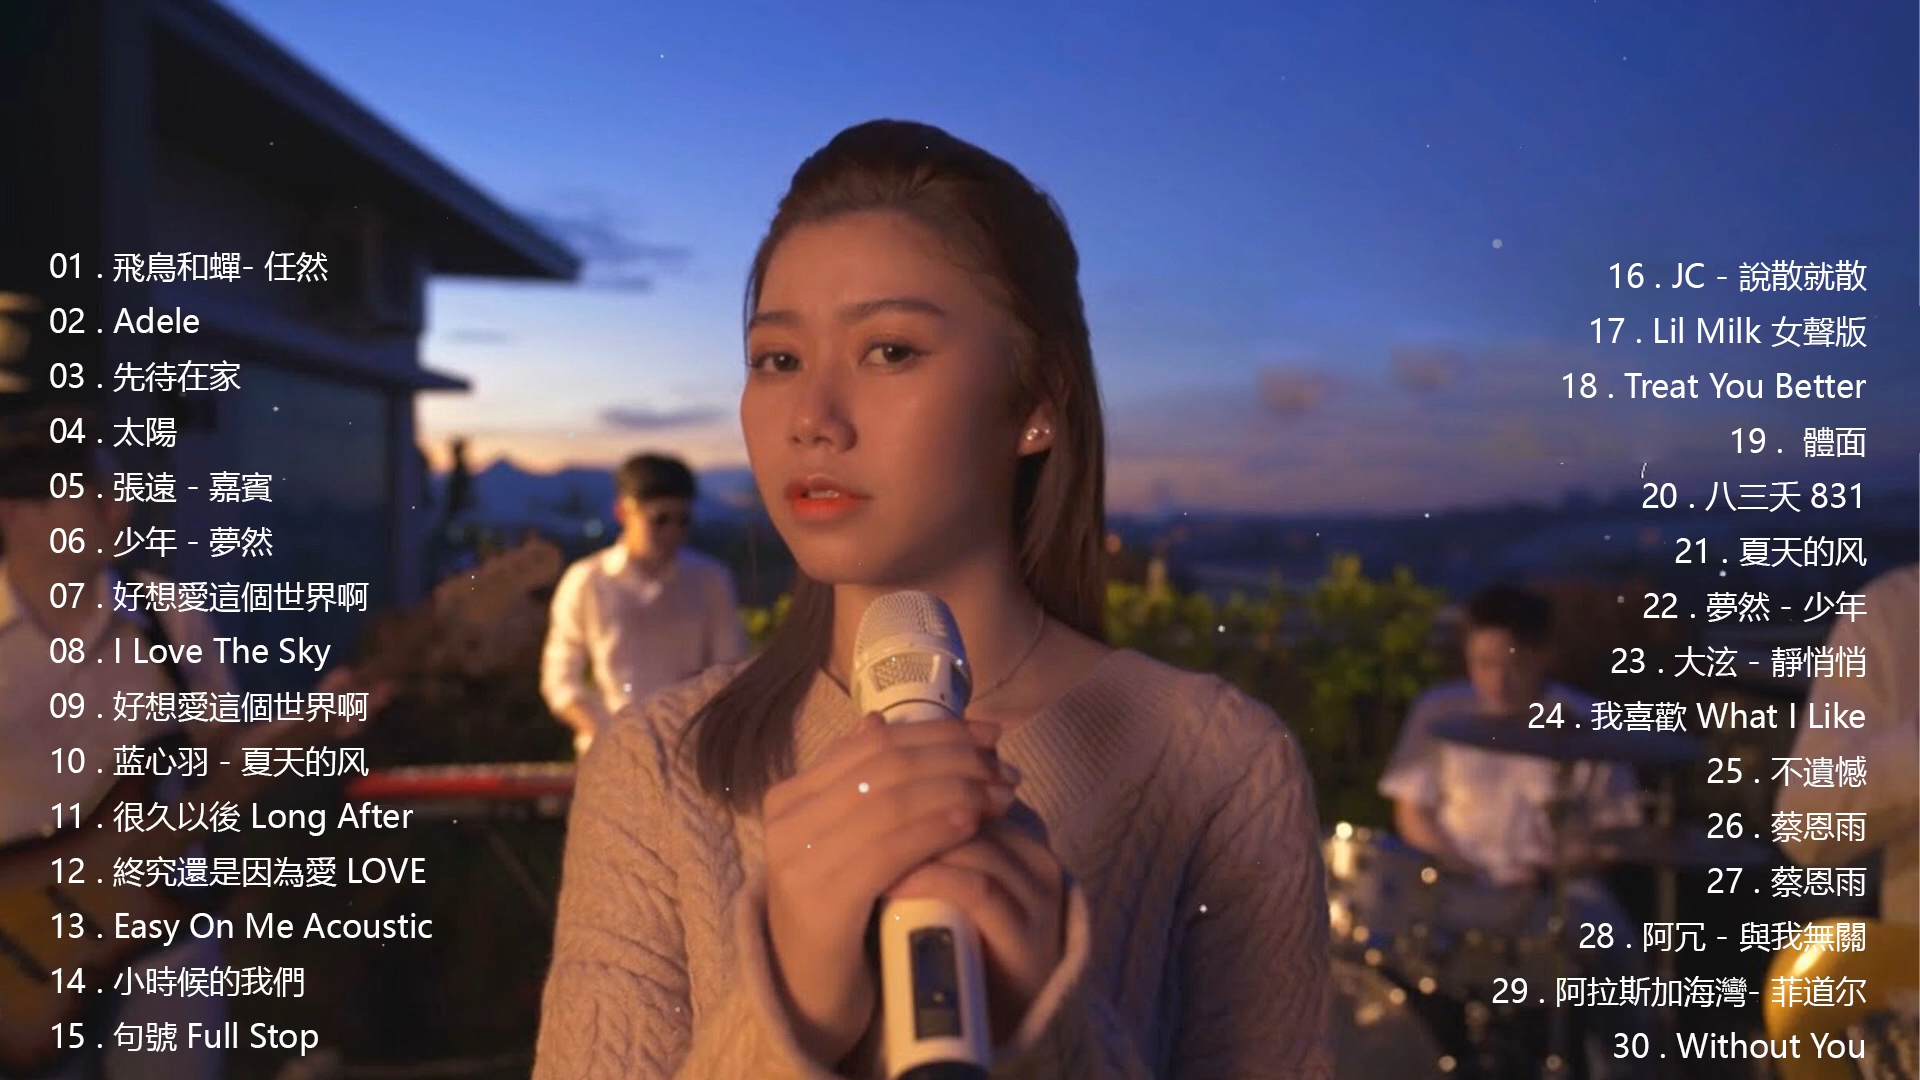 01 . 飛鳥和蟬- 任然
02 . Adele
03 . 先待在家
04 . 太陽
05 . 張遠 - 嘉賓
06 . 少年 - 夢然
07 . 好想愛這個世界啊
08 . I Love The Sky
09 . 好想愛這個世界啊
10 . 蓝心羽 - 夏天的风
11 . 很久以後 Long After
12 . 終究還是因為愛 LOVE
13 . Easy On Me Acoustic
14 . 小時候的我們
15 . 句號 Full Stop
16 . JC - 說散就散
17 . Lil Milk 女聲版
18 . Treat You Better
19 . 體面
20 . 八三夭 831
21 . 夏天的风
22 . 夢然 - 少年
23 . 大泫 - 靜悄悄
24 . 我喜歡 What I Like
25 . 不遺憾
26 . 蔡恩雨
27 . 蔡恩雨
28 . 阿冗 - 與我無關
29 . 阿拉斯加海灣- 菲道尔
30 . Without You